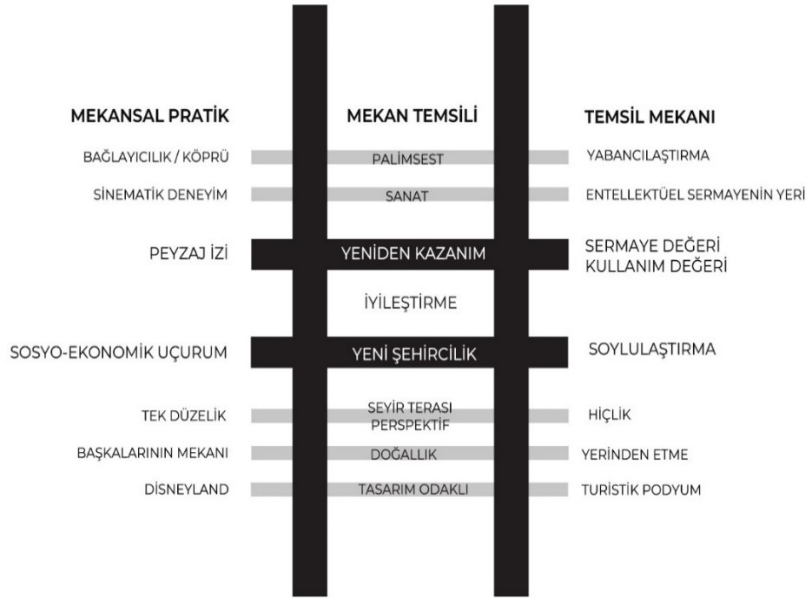 MEKANSAL PRATİK MEKAN TEMSİLİ TEMSİL MEKANI
BAĞLAYICILIK / KÖPRÜ PALİMSEST YABANCILAŞTIRMA
SİNEMATİK DENEYİM SANAT ENTELLEKTÜEL SERMAYENİN YERİ
PEYZAJ İZİ YENİDEN KAZANIM SERMAYE DEĞERİ
KULLANIM DEĞERİ
İYİLEŞTİRME
SOSYO-EKONOMİK UÇURUM YENİ ŞEHİRCİLİK SOYLULAŞTIRMA
TEK DÜZELİK SEYİR TERASI HİÇLİK
PERSPEKTİF
BAŞKALARININ MEKANI DOĞALLIK YERİNDEN ETME
DİSNEYLAND TASARIM ODAKLI TURİSTİK PODYUM